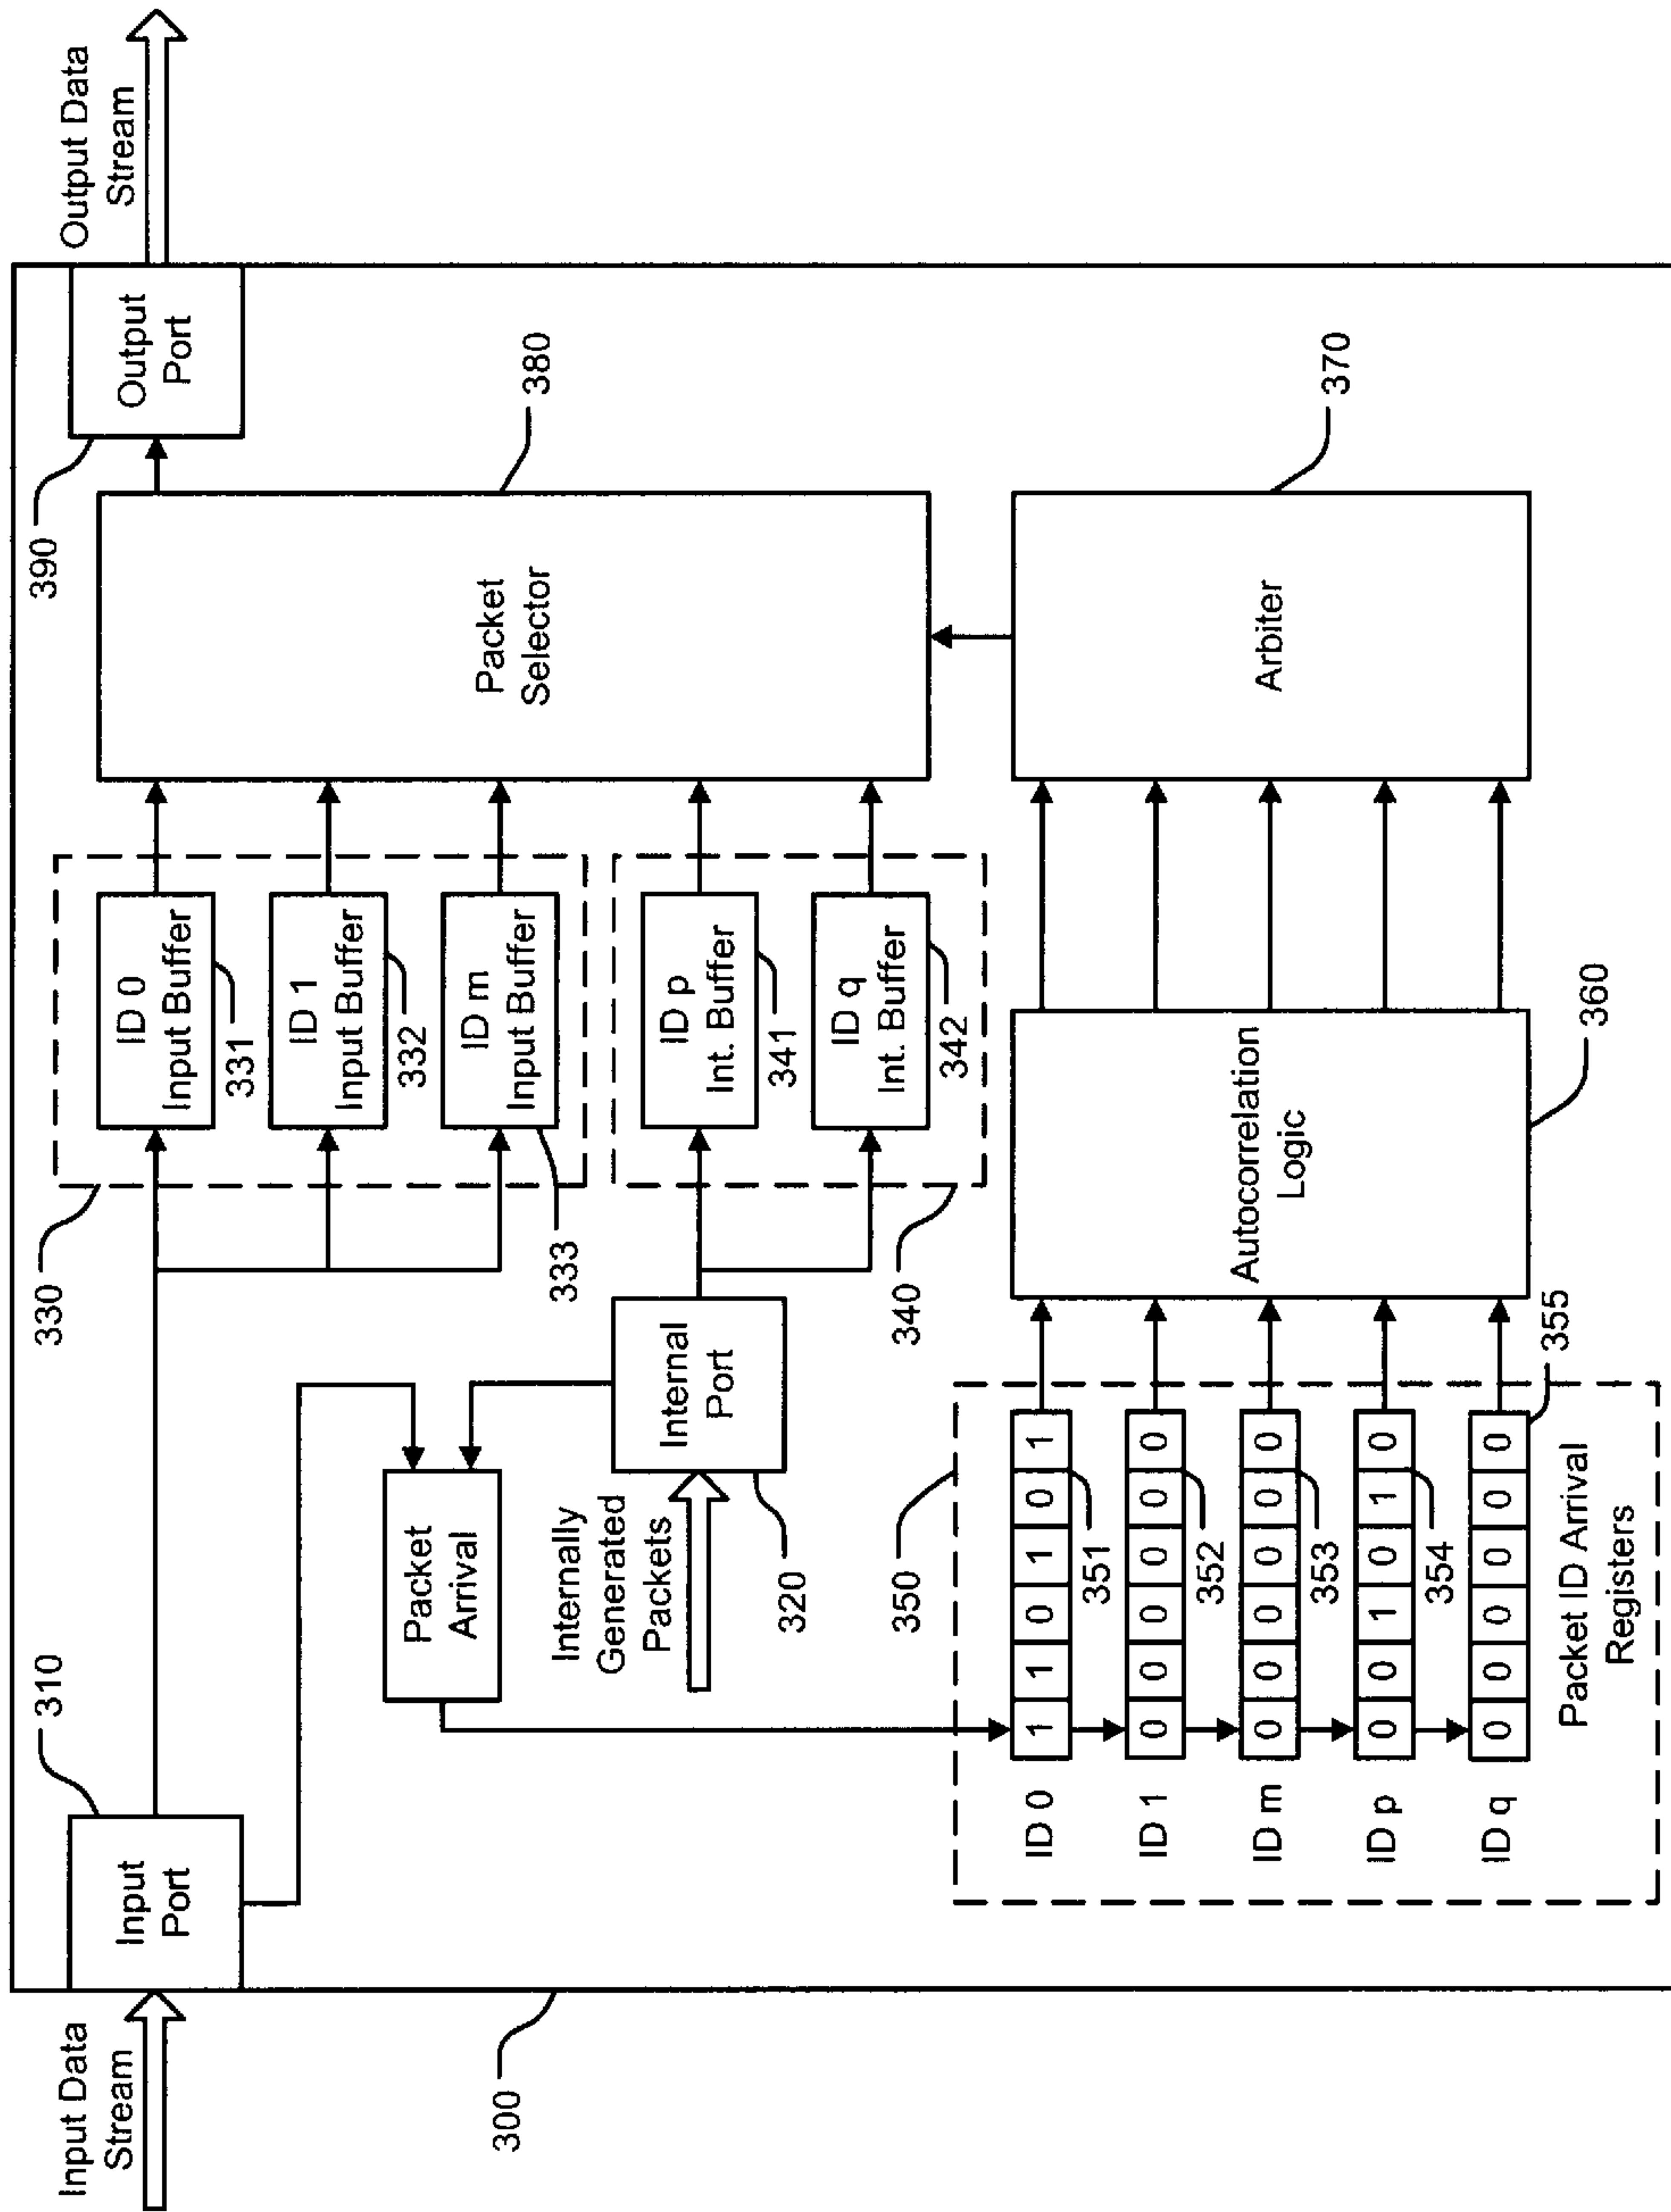 Input Data
Stream
300
Input
Port
310
Packet
Arrival
Internally
Generated
Packets
Internal
Port
320
330
ID 0
Input Buffer
331
ID 1
Input Buffer
332
ID m
Input Buffer
333
340
ID p
Int. Buffer
341
ID q
Int. Buffer
342
Packet
Selector
380
390
Output
Port
Output Data
Stream
350
ID 0
1 1 0 1 0 1
351
ID 1
0 0 0 0 0 0
352
ID m
0 0 0 0 0 0
353
ID p
0 0 1 0 1 0
354
ID q
0 0 0 0 0 0
355
Packet ID Arrival
Registers
Autocorrelation
Logic
360
Arbiter
370